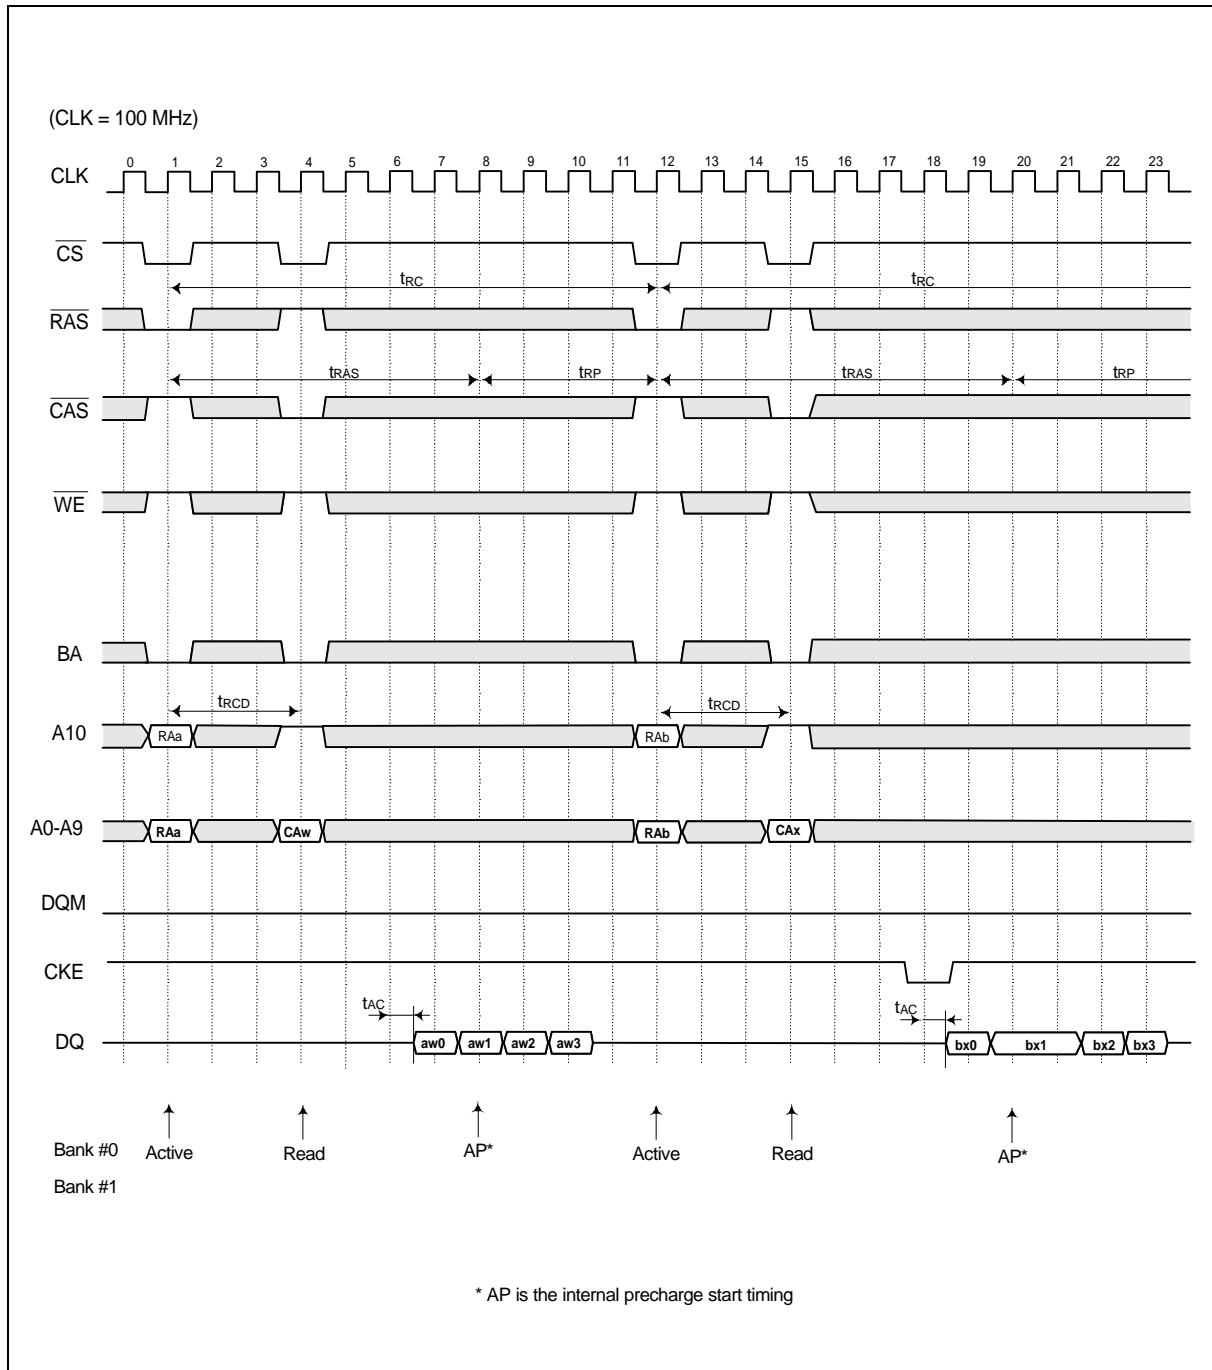 (CLK = 100 MHz)
0 1 2 3 4 5 6 7 8 9 10 11 12 13 14 15 16 17 18 19 20 21 22 23
CLK
CS
tRC tRC
RAS
tRAS tRP tRAS tRP
CAS
WE
BA
tRCD tRCD
A10 RAa RAb
A0-A9 RAa CAw RAb CAx
DQM
CKE
tAC tAC
DQ aw0 aw1 aw2 aw3 bx0 bx1 bx2 bx3
Bank #0 Active Read AP* Active Read AP*
Bank #1
* AP is the internal precharge start timing